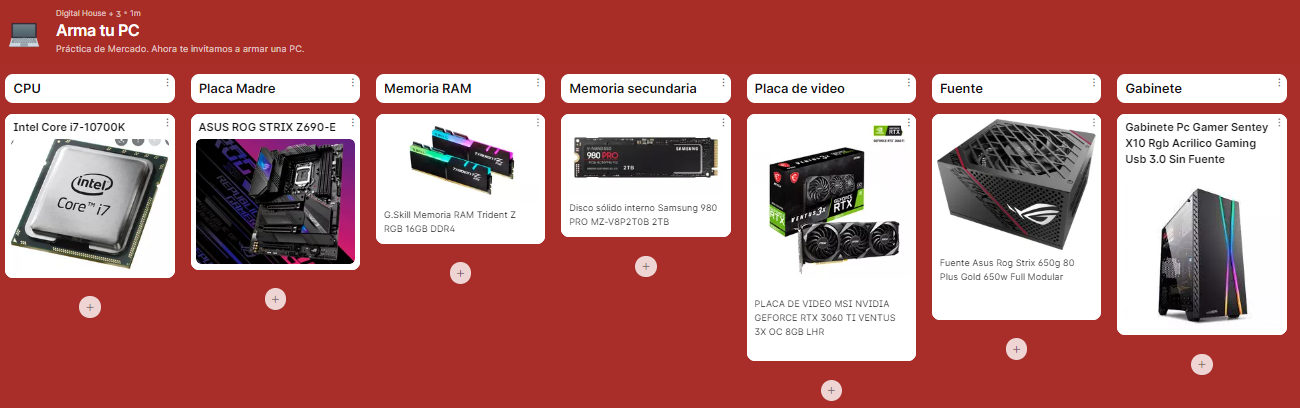 Digital House + 3 • 1m
Arma tu PC
Práctica de Mercado. Ahora te invitamos a armar una PC.
CPU
Intel Core i7-10700K
intel
Core™ i7
Placa Madre
ASUS ROG STRIX Z690-E
Memoria RAM
G.Skill Memoria RAM Trident Z
RGB 16GB DDR4
Memoria secundaria
980 PRO
SAMSUNG
2TB
Disco sólido interno Samsung 980
PRO MZ-V8P2T0B 2TB
Placa de video
VENTUS 3X
RTX
PLACA DE VIDEO MSI NVIDIA
GEFORCE RTX 3060 TI VENTUS
3X OC 8GB LHR
Fuente
Fuente Asus Rog Strix 650g 80
Plus Gold 650w Full Modular
Gabinete
Gabinete Pc Gamer Sentey
X10 Rgb Acrilico Gaming
Usb 3.0 Sin Fuente